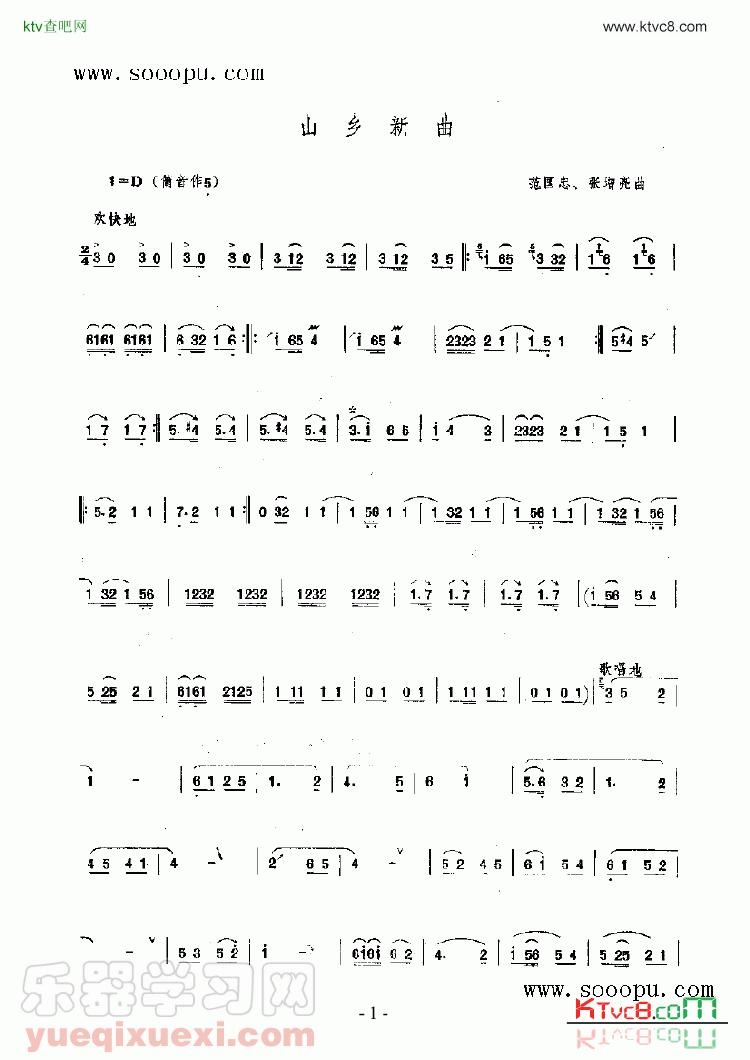 ktv查吧网 www.ktvc8.com
www.sooopu.com
山乡新曲
1=D（筒音作5） 范国忠、张增亮曲
欢快地
2/4 3 0 3 0 | 3 0 3 0 | 3 12 3 12 | 3 12 3 5 |: i 65 3 32 | 1 6 1 6 |
6161 6161 | 6 32 1 6 :|: i 65 4 | i 65 4 | 2323 2 1 | 1 5 1 :| 5 #4 5
1 7 1 7 :| 5. #4 5.4 | 5. #4 5.4 | 3.i 6 6 | i 4 3 | 2323 2 1 | 1 5 1
|: 5.2 1 1 | 7.2 1 1 :| 0 32 1 1 | 1 56 1 1 | 1 32 1 1 | 1 56 1 1 | 1 32 1 56 |
1 32 1 56 | 1232 1232 | 1232 1232 | 1.7 1.7 | 1.7 1.7 | (i 56 5 4
5 25 2 1 | 6161 2125 | 1 11 1 1 | 0 1 0 1 | 1 11 1 1 | 0 1 0 1) | 3 5 2
歌唱地
1 - | 6 1 2 5 | 1. 2 | 4. 5 | 6 i | 5.6 3 2 | 1. 2
4 5 4 1 | 4 - | 2 6 5 | 4 - | 5 2 4 5 | 6 i 5 4 | 6 1 5 2 |
- | 5 3 5 2 | i - | 6i6i 6 2 | 4. 2 | i 56 5 4 | 5 25 2 1 |
乐器学习网
www.sooopu.com
yueqixuexi.com
- 1 -
KTvc8.com